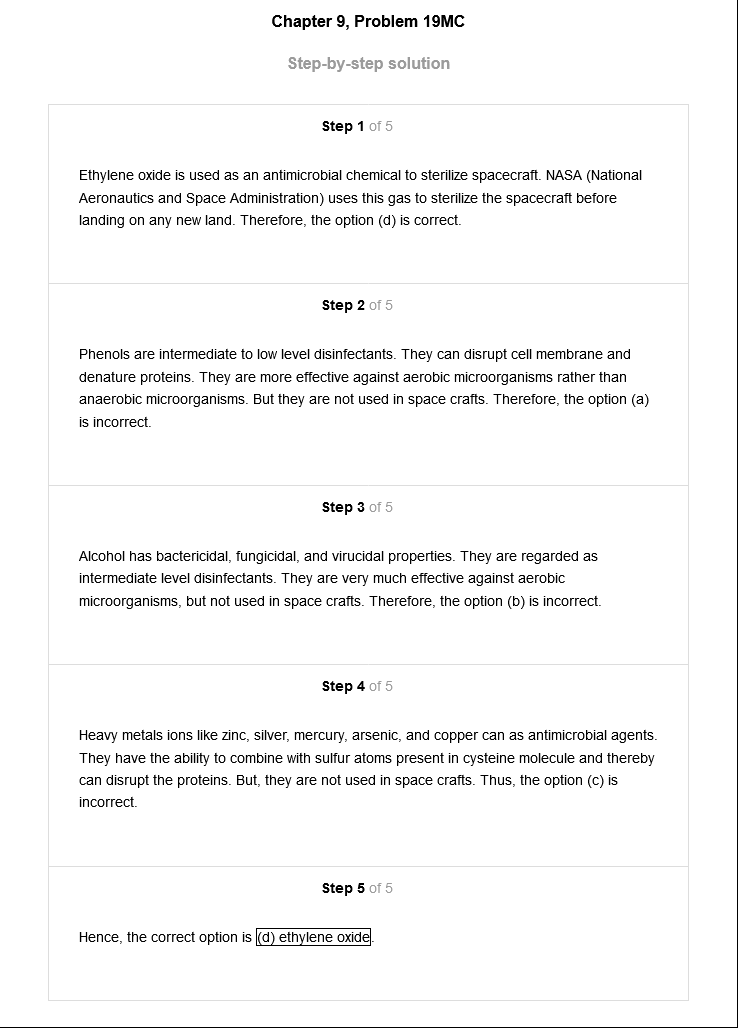 Chapter 9, Problem 19MC
Step-by-step solution
Step 1 of 5
Ethylene oxide is used as an antimicrobial chemical to sterilize spacecraft. NASA (National
Aeronautics and Space Administration) uses this gas to sterilize the spacecraft before
landing on any new land. Therefore, the option (d) is correct.
Step 2 of 5
Phenols are intermediate to low level disinfectants. They can disrupt cell membrane and
denature proteins. They are more effective against aerobic microorganisms rather than
anaerobic microorganisms. But they are not used in space crafts. Therefore, the option (a)
is incorrect.
Step 3 of 5
Alcohol has bactericidal, fungicidal, and virucidal properties. They are regarded as
intermediate level disinfectants. They are very much effective against aerobic
microorganisms, but not used in space crafts. Therefore, the option (b) is incorrect.
Step 4 of 5
Heavy metals ions like zinc, silver, mercury, arsenic, and copper can as antimicrobial agents.
They have the ability to combine with sulfur atoms present in cysteine molecule and thereby
can disrupt the proteins. But, they are not used in space crafts. Thus, the option (c) is
incorrect.
Step 5 of 5
Hence, the correct option is (d) ethylene oxide.